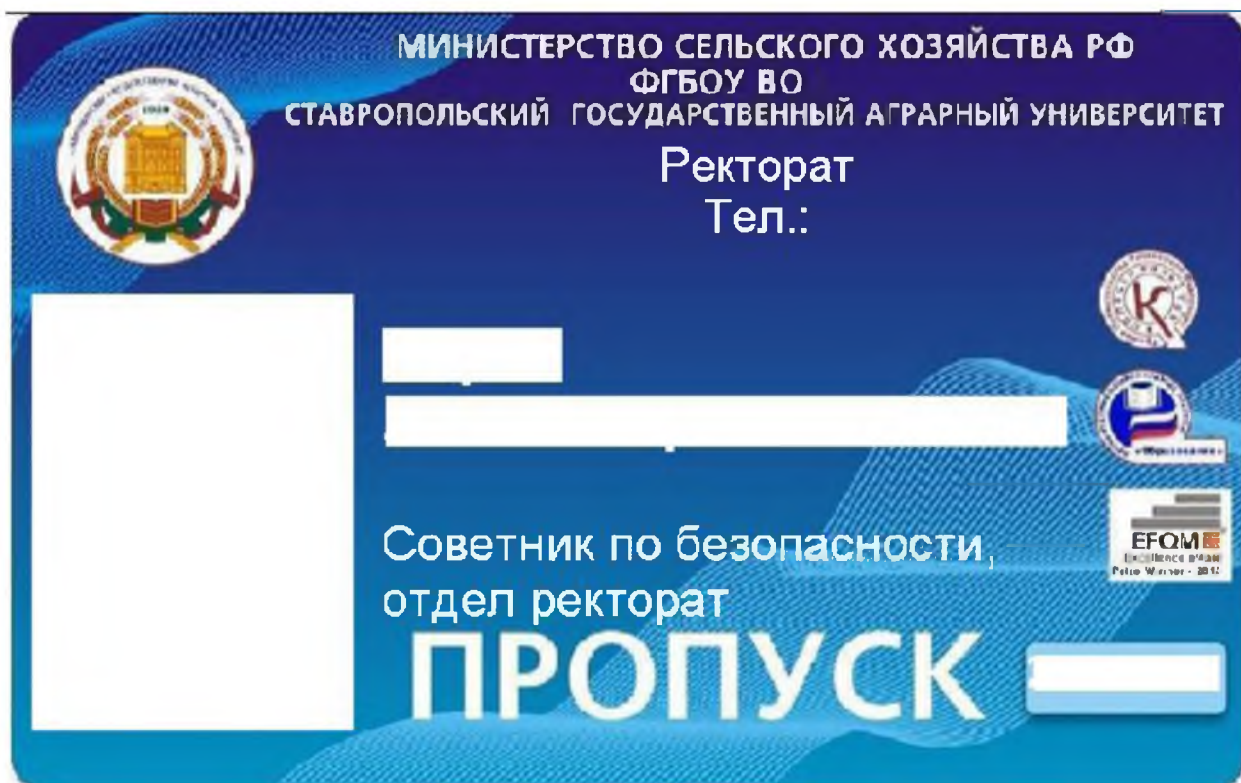 МИНИСТЕРСТВО СЕЛЬСКОГО ХОЗЯЙСТВА РФ
ФГБОУ ВО
СТАВРОПОЛЬСКИЙ ГОСУДАРСТВЕННЫЙ АГРАРНЫЙ УНИВЕРСИТЕТ
Ректорат
Тел.:
Советник по безопасности,
отдел ректорат
EFQM
ПРОПУСК